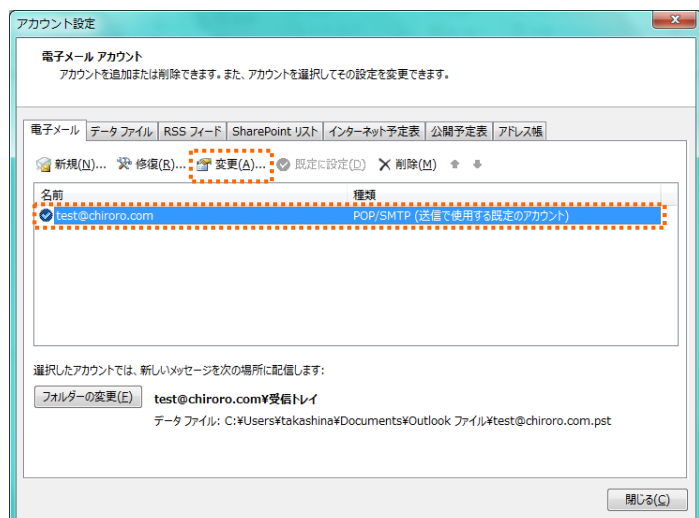 アカウント設定
電子メール アカウント
アカウントを追加または削除できます。また、アカウントを選択してその設定を変更できます。
電子メール データ ファイル RSS フィード SharePoint リスト インターネット予定表 公開予定表 アドレス帳
新規(N)... 修復(R)... 変更(A)... 既定に設定(D) 削除(M)
名前 種類
test@chiroro.com POP/SMTP (送信で使用する既定のアカウント)
選択したアカウントでは、新しいメッセージを次の場所に配信します:
フォルダーの変更(F) test@chiroro.com¥受信トレイ
データ ファイル: C:¥Users¥takashina¥Documents¥Outlook ファイル¥test@chiroro.com.pst
閉じる(C)